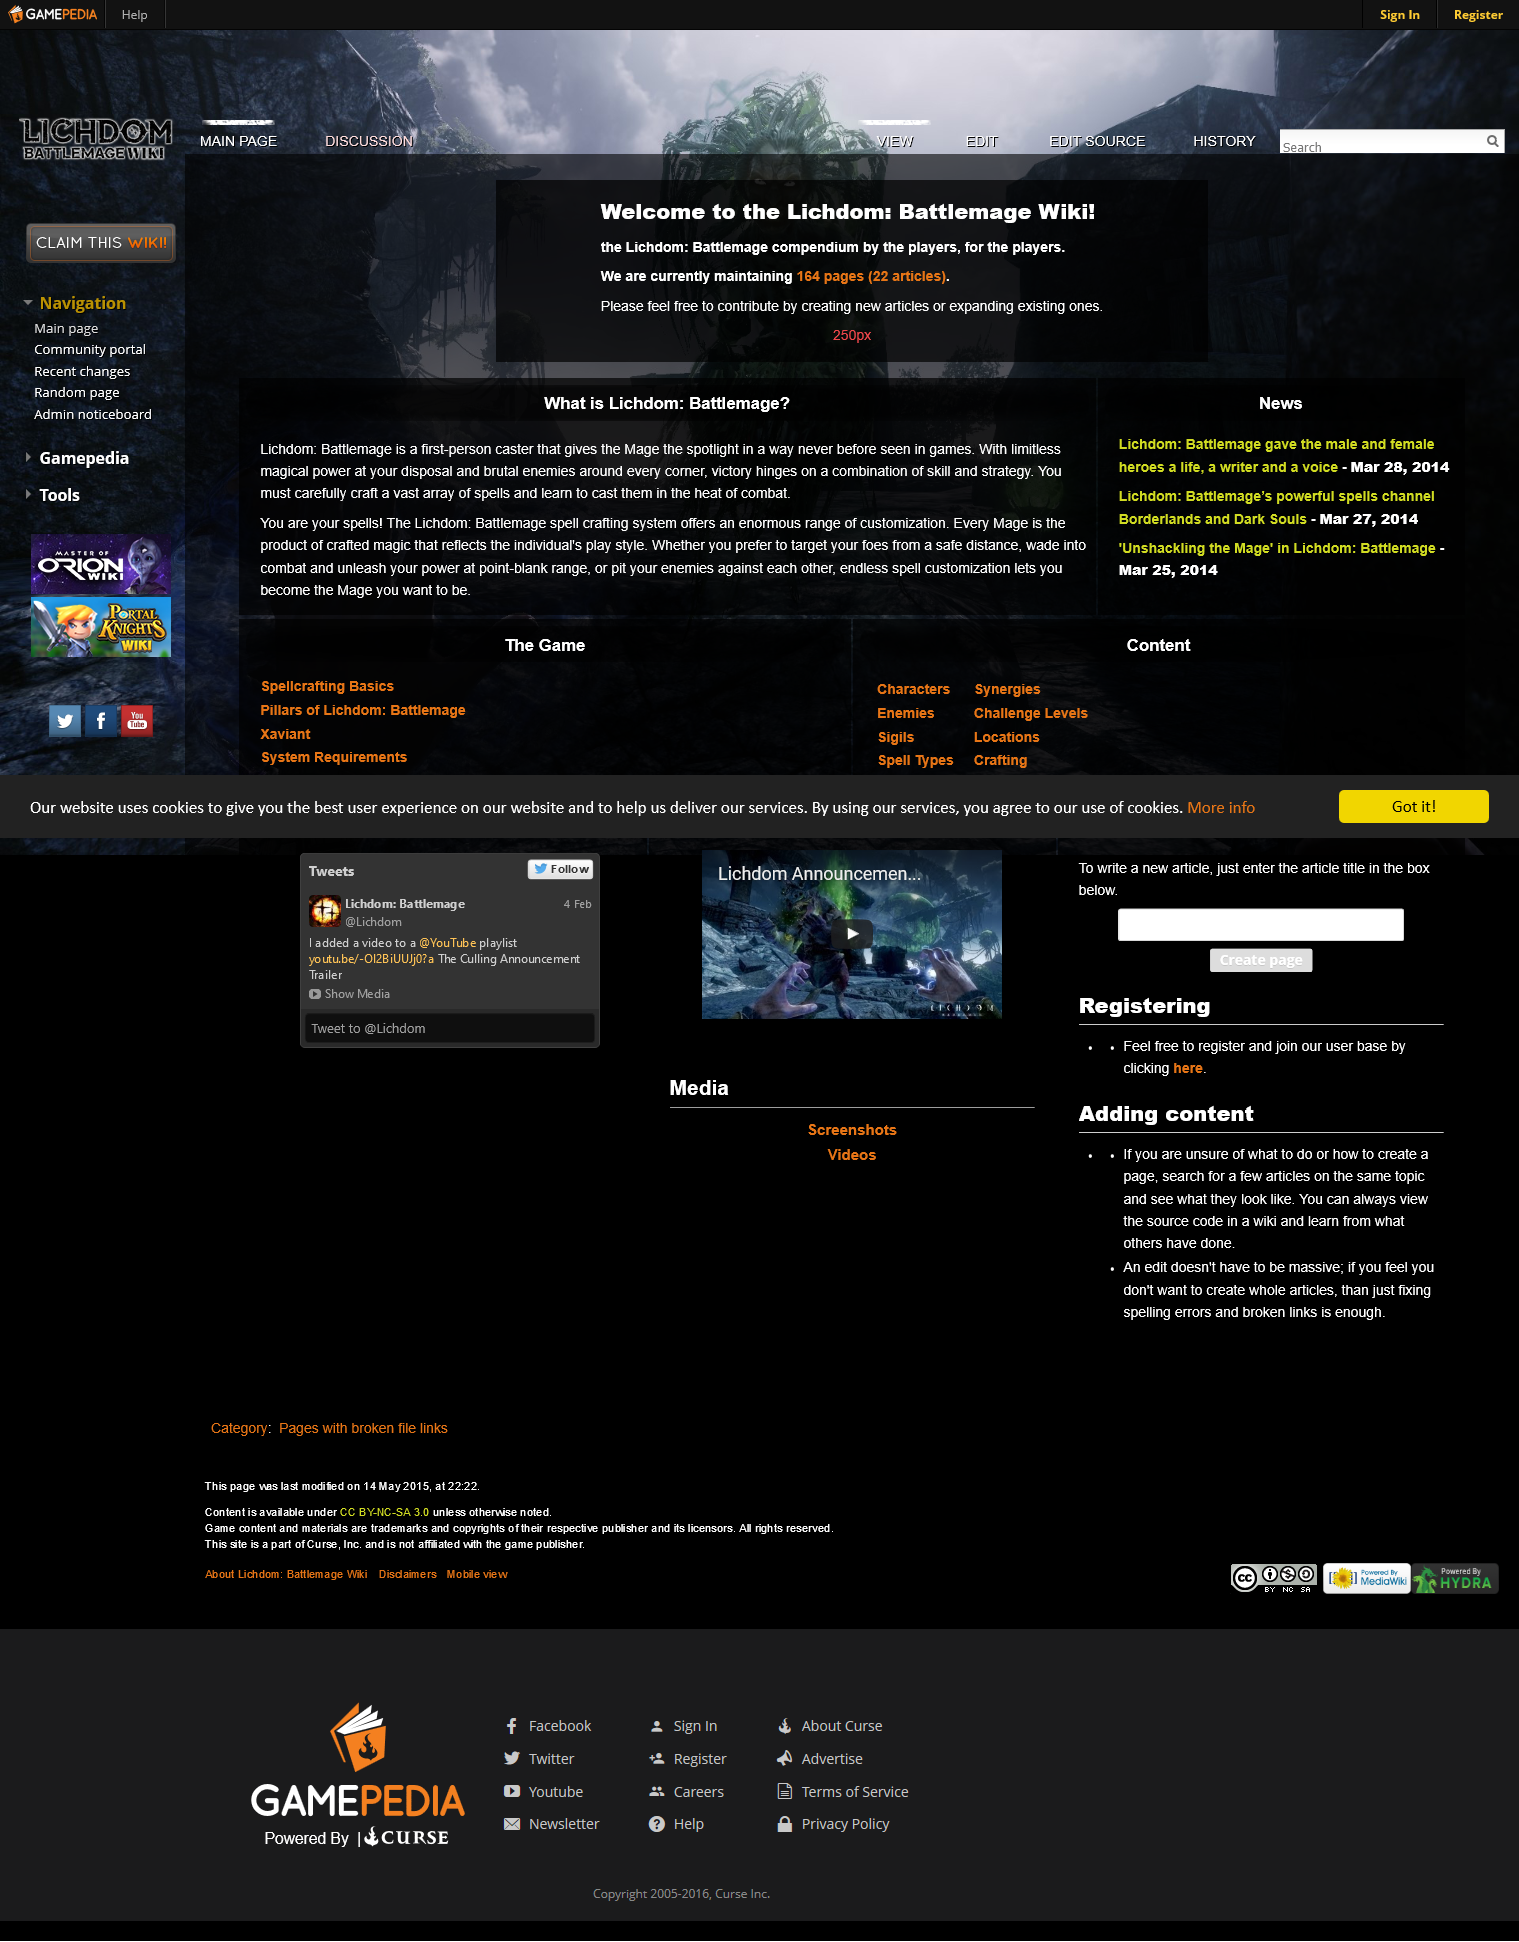 GAMEPEDIA
Help
Sign In
Register
LICHDOM
BATTLEMAGE WIKI
MAIN PAGE
DISCUSSION
VIEW
EDIT
EDIT SOURCE
HISTORY
Search
CLAIM THIS WIKI!
Navigation
Main page
Community portal
Recent changes
Random page
Admin noticeboard
Gamepedia
Tools
MASTER OF
ORION
WIKI
PORTAL
KNIGHTS
WIKI
You
Tube
Welcome to the Lichdom: Battlemage Wiki!
the Lichdom: Battlemage compendium by the players, for the players.
We are currently maintaining 164 pages (22 articles).
Please feel free to contribute by creating new articles or expanding existing ones.
250px
What is Lichdom: Battlemage?
Lichdom: Battlemage is a first-person caster that gives the Mage the spotlight in a way never before seen in games. With limitless
magical power at your disposal and brutal enemies around every corner, victory hinges on a combination of skill and strategy. You
must carefully craft a vast array of spells and learn to cast them in the heat of combat.
You are your spells! The Lichdom: Battlemage spell crafting system offers an enormous range of customization. Every Mage is the
product of crafted magic that reflects the individual's play style. Whether you prefer to target your foes from a safe distance, wade into
combat and unleash your power at point-blank range, or pit your enemies against each other, endless spell customization lets you
become the Mage you want to be.
News
Lichdom: Battlemage gave the male and female
heroes a life, a writer and a voice - Mar 28, 2014
Lichdom: Battlemage's powerful spells channel
Borderlands and Dark Souls - Mar 27, 2014
'Unshackling the Mage' in Lichdom: Battlemage -
Mar 25, 2014
The Game
Spellcrafting Basics
Pillars of Lichdom: Battlemage
Xaviant
System Requirements
Content
Characters Synergies
Enemies Challenge Levels
Sigils Locations
Spell Types Crafting
Our website uses cookies to give you the best user experience on our website and to help us deliver our services. By using our services, you agree to our use of cookies. More info
Got it!
Tweets
Follow
Lichdom: Battlemage
4 Feb
@Lichdom
I added a video to a @YouTube playlist
youtu.be/-OI2BiUUJj0?a The Culling Announcement
Trailer
Show Media
Tweet to @Lichdom
Lichdom Announcemen...
LICHDOM
Media
Screenshots
Videos
To write a new article, just enter the article title in the box
below.
Create page
Registering
Feel free to register and join our user base by
clicking here.
Adding content
If you are unsure of what to do or how to create a
page, search for a few articles on the same topic
and see what they look like. You can always view
the source code in a wiki and learn from what
others have done.
An edit doesn't have to be massive; if you feel you
don't want to create whole articles, than just fixing
spelling errors and broken links is enough.
Category: Pages with broken file links
This page was last modified on 14 May 2015, at 22:22.
Content is available under CC BY-NC-SA 3.0 unless otherwise noted.
Game content and materials are trademarks and copyrights of their respective publisher and its licensors. All rights reserved.
This site is a part of Curse, Inc. and is not affiliated with the game publisher.
About Lichdom: Battlemage Wiki Disclaimers Mobile view
CC BY NC SA
Powered By
MediaWiki
Powered By
HYDRA
GAMEPEDIA
Powered By | CURSE
Facebook
Twitter
Youtube
Newsletter
Sign In
Register
Careers
Help
About Curse
Advertise
Terms of Service
Privacy Policy
Copyright 2005-2016, Curse Inc.